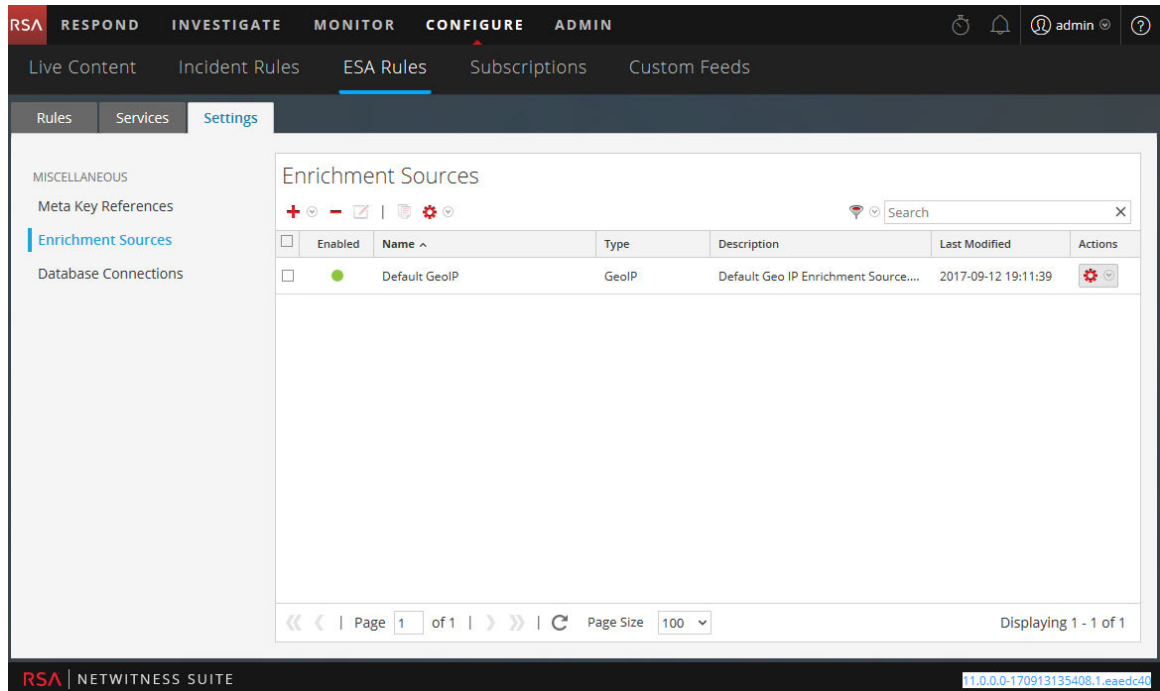 RSA RESPOND INVESTIGATE MONITOR CONFIGURE ADMIN admin ?
Live Content Incident Rules ESA Rules Subscriptions Custom Feeds
Rules Services Settings
MISCELLANEOUS
Meta Key References
Enrichment Sources
Database Connections
Enrichment Sources
Search
Enabled Name Type Description Last Modified Actions
Default GeoIP GeoIP Default Geo IP Enrichment Source.... 2017-09-12 19:11:39
Page 1 of 1 Page Size 100 Displaying 1 - 1 of 1
RSA NETWITNESS SUITE 11.0.0.0-170913135408.1.eaedc40